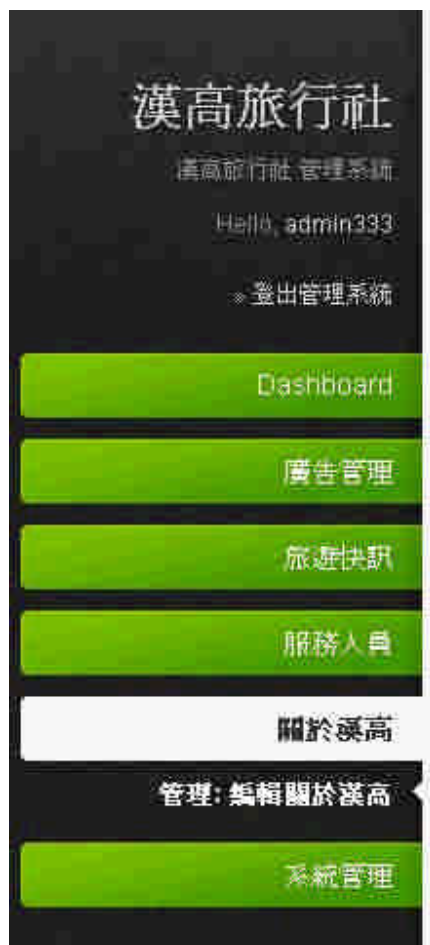 漢高旅行社
漢高旅行社 管理系統
Hello, admin333
» 登出管理系統
Dashboard
廣告管理
旅遊快訊
服務人員
關於漢高
管理: 編輯關於漢高
系統管理